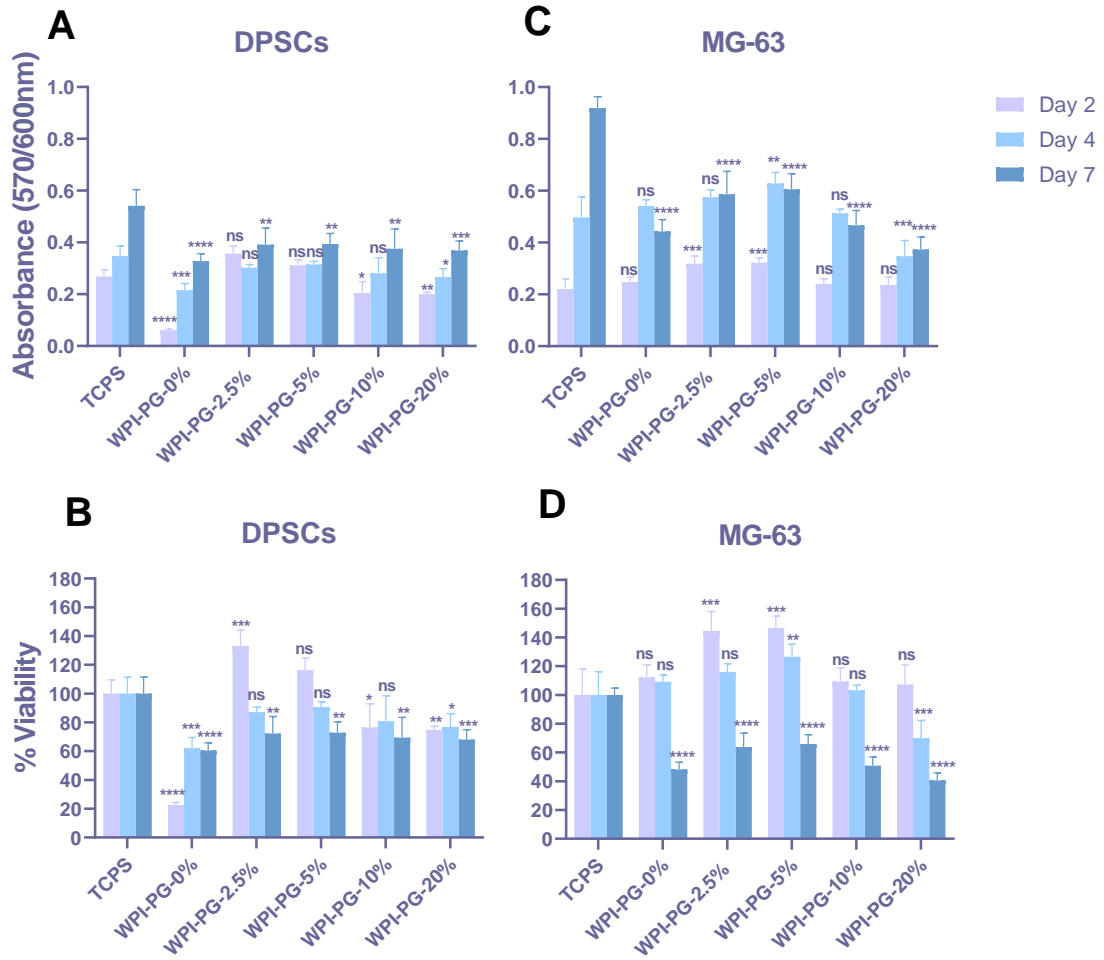 A
DPSCs
Absorbance (570/600nm)
1.0
0.8
0.6
0.4
0.2
0.0
**** *** ****
ns ns **
ns ns **
* ns **
** * ***
TCPS
WPI-PG-0%
WPI-PG-2.5%
WPI-PG-5%
WPI-PG-10%
WPI-PG-20%
C
MG-63
1.0
0.8
0.6
0.4
0.2
0.0
ns ns ****
*** ns ****
*** ** ****
ns ns ****
ns *** ****
TCPS
WPI-PG-0%
WPI-PG-2.5%
WPI-PG-5%
WPI-PG-10%
WPI-PG-20%
Day 2
Day 4
Day 7
B
DPSCs
% Viability
180
160
140
120
100
80
60
40
20
0
**** *** ****
*** ns **
ns ns **
* ns **
** * ***
TCPS
WPI-PG-0%
WPI-PG-2.5%
WPI-PG-5%
WPI-PG-10%
WPI-PG-20%
D
MG-63
180
160
140
120
100
80
60
40
20
0
ns ns ****
*** ns ****
*** ** ****
ns ns ****
ns *** ****
TCPS
WPI-PG-0%
WPI-PG-2.5%
WPI-PG-5%
WPI-PG-10%
WPI-PG-20%